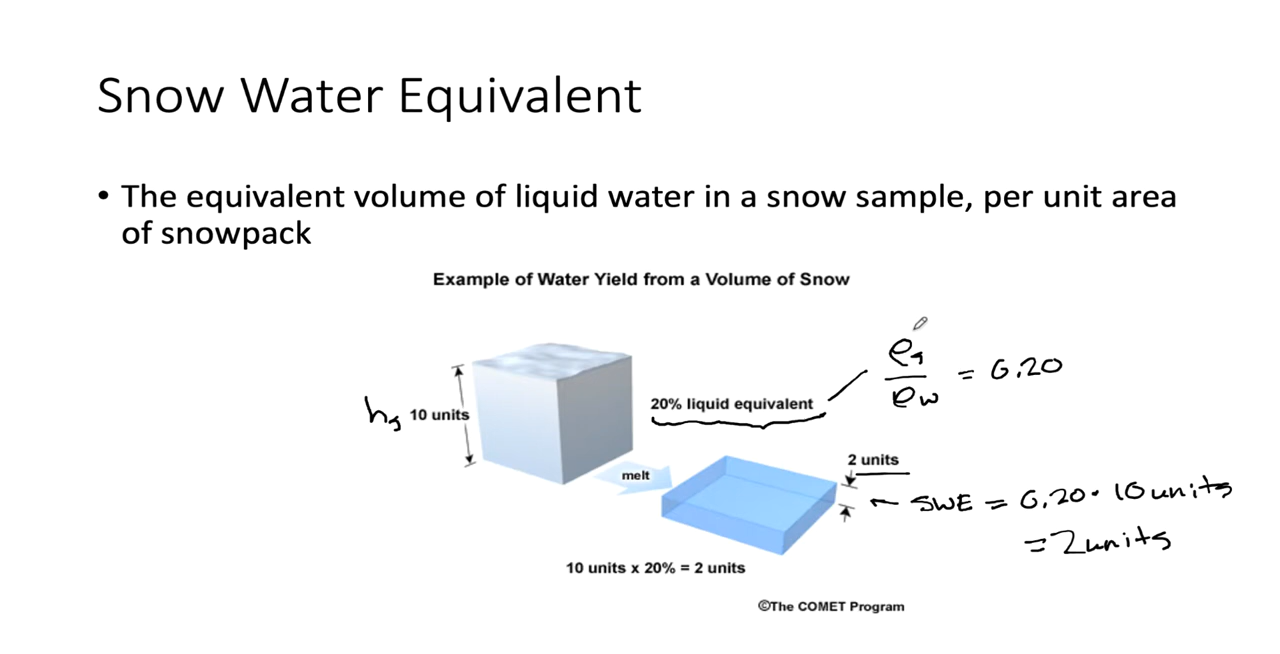 Snow Water Equivalent
• The equivalent volume of liquid water in a snow sample, per unit area
of snowpack
Example of Water Yield from a Volume of Snow
ρs
ρw
= 0.20
hs 10 units
20% liquid equivalent
2 units
melt
← SWE = 0.20 · 10 units
= 2 units
10 units x 20% = 2 units
©The COMET Program